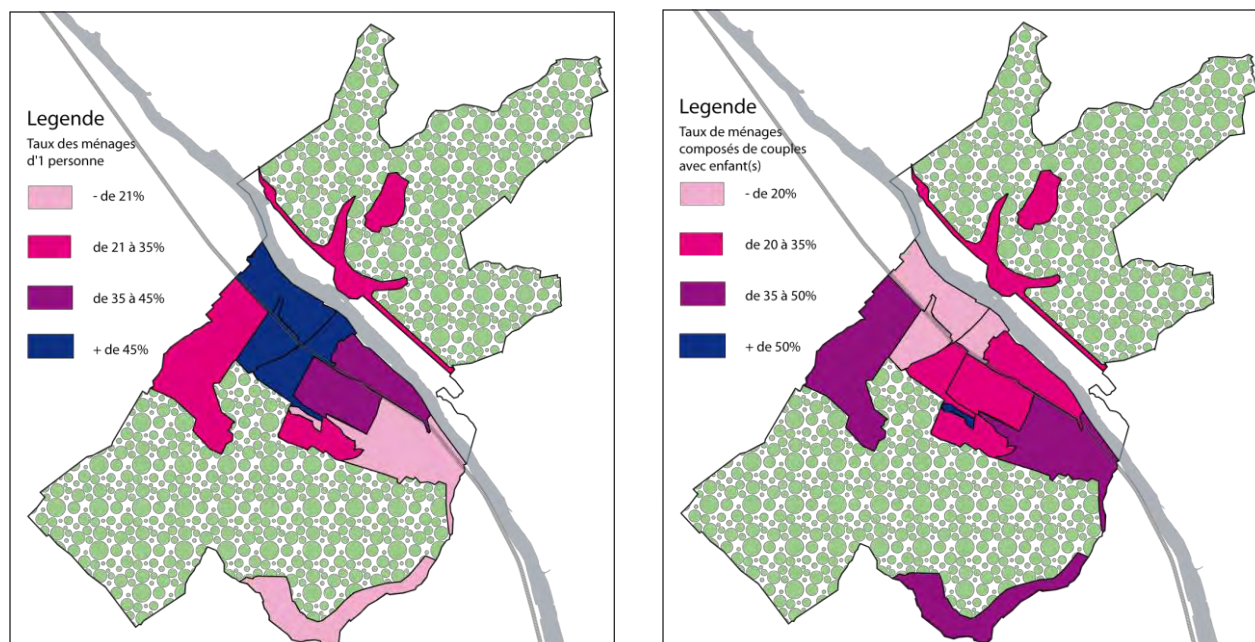 Legende
Taux des ménages
d'1 personne
- de 21%
de 21 à 35%
de 35 à 45%
+ de 45%
Legende
Taux de ménages
composés de couples
avec enfant(s)
- de 20%
de 20 à 35%
de 35 à 50%
+ de 50%